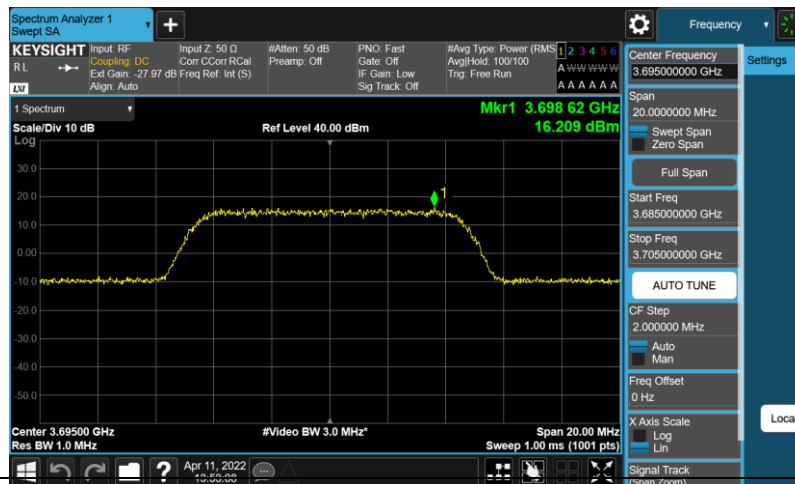 Spectrum Analyzer 1
Swept SA
Frequency
KEYSIGHT
RL
LXI
Input: RF
Coupling: DC
Ext Gain: -27.97 dB
Align: Auto
Input Z: 50 Ω
Corr CCorr RCal
Freq Ref: Int (S)
#Atten: 50 dB
Preamp: Off
PNO: Fast
Gate: Off
IF Gain: Low
Sig Track: Off
#Avg Type: Power (RMS
Avg|Hold: 100/100
Trig: Free Run
1 2 3 4 5 6
A W W W W W
A A A A A A
1 Spectrum
Scale/Div 10 dB
Log
Ref Level 40.00 dBm
Mkr1 3.698 62 GHz
16.209 dBm
30.0
20.0
10.0
0.00
-10.0
-20.0
-30.0
-40.0
-50.0
1
Center 3.69500 GHz
Res BW 1.0 MHz
#Video BW 3.0 MHz*
Span 20.00 MHz
Sweep 1.00 ms (1001 pts)
?
Apr 11, 2022
Center Frequency
3.695000000 GHz
Span
20.0000000 MHz
Swept Span
Zero Span
Full Span
Start Freq
3.685000000 GHz
Stop Freq
3.705000000 GHz
AUTO TUNE
CF Step
2.000000 MHz
Auto
Man
Freq Offset
0 Hz
X Axis Scale
Log
Lin
Signal Track
(Span Zoom)
Settings
Loca